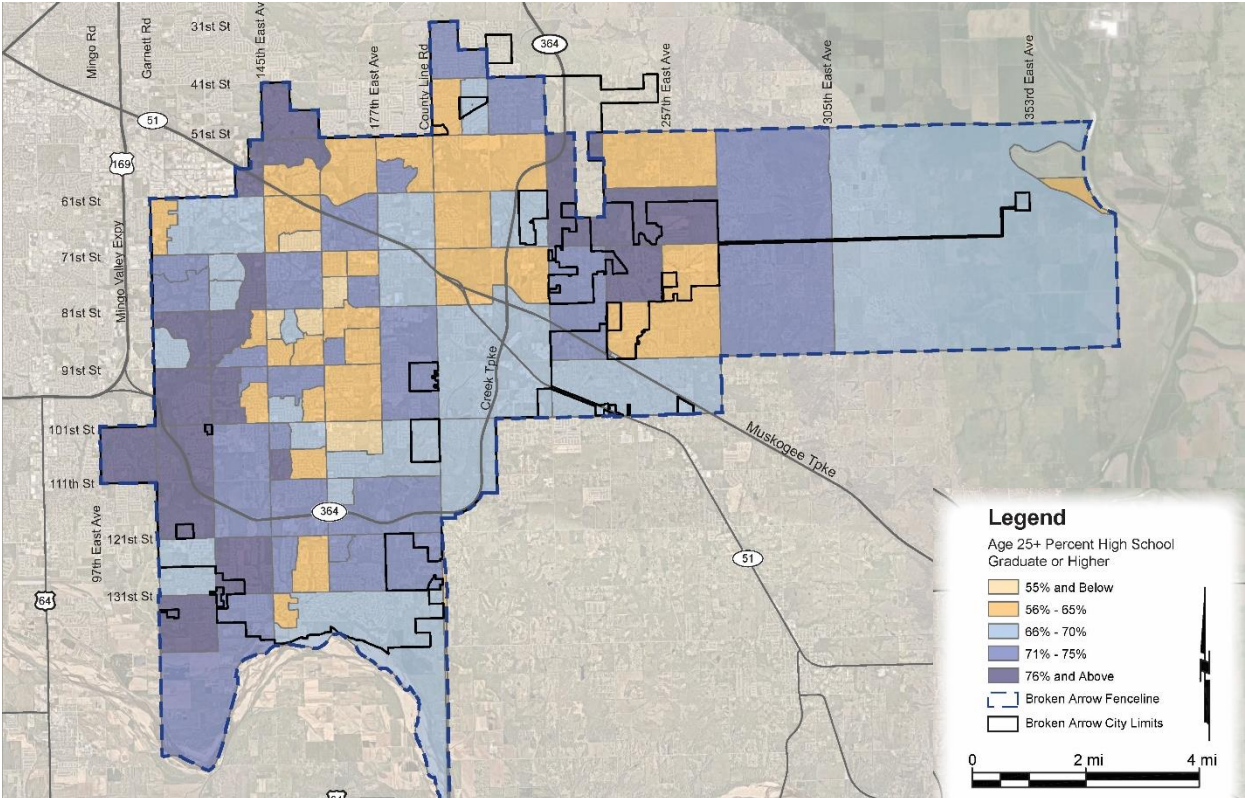 31st St
41st St
51st St
61st St
71st St
81st St
91st St
101st St
111th St
121st St
131st St
Mingo Rd
Garnett Rd
145th East Ave
177th East Ave
County Line Rd
257th East Ave
305th East Ave
353rd East Ave
364
51
169
Mingo Valley Expy
Creek Tpke
Muskogee Tpke
97th East Ave
364
51
64
64
Legend
Age 25+ Percent High School
Graduate or Higher
55% and Below
56% - 65%
66% - 70%
71% - 75%
76% and Above
Broken Arrow Fenceline
Broken Arrow City Limits
0 2 mi 4 mi